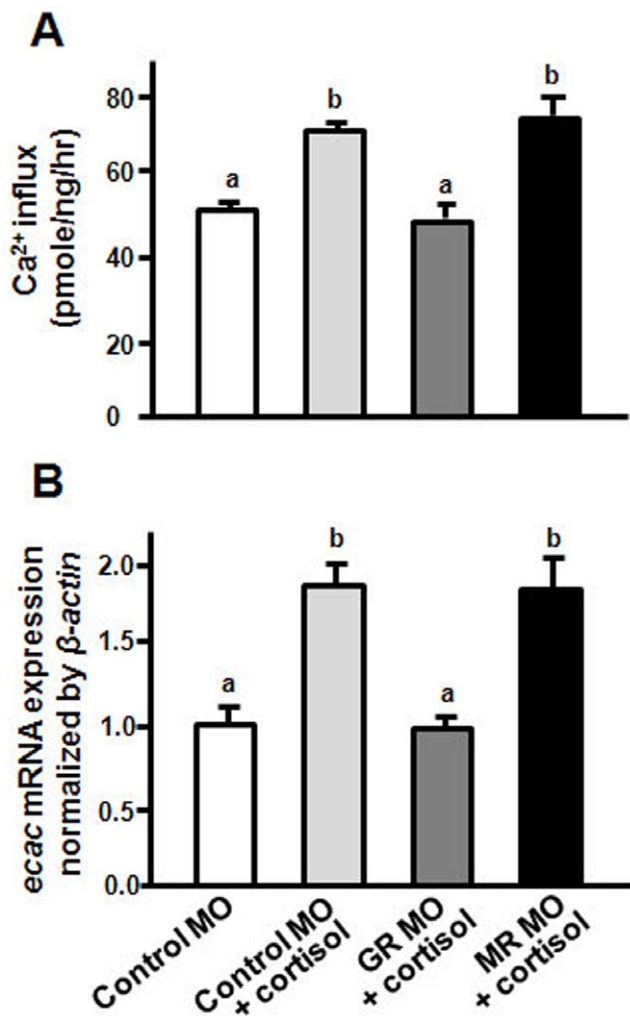 A
Ca²⁺ influx
(pmole/ng/hr)
80
60
40
20
0
a
b
a
b
B
ecac mRNA expression
normalized by β-actin
2.0
1.5
1.0
0.5
0.0
a
b
a
b
Control MO
Control MO
+ cortisol
GR MO
+ cortisol
MR MO
+ cortisol